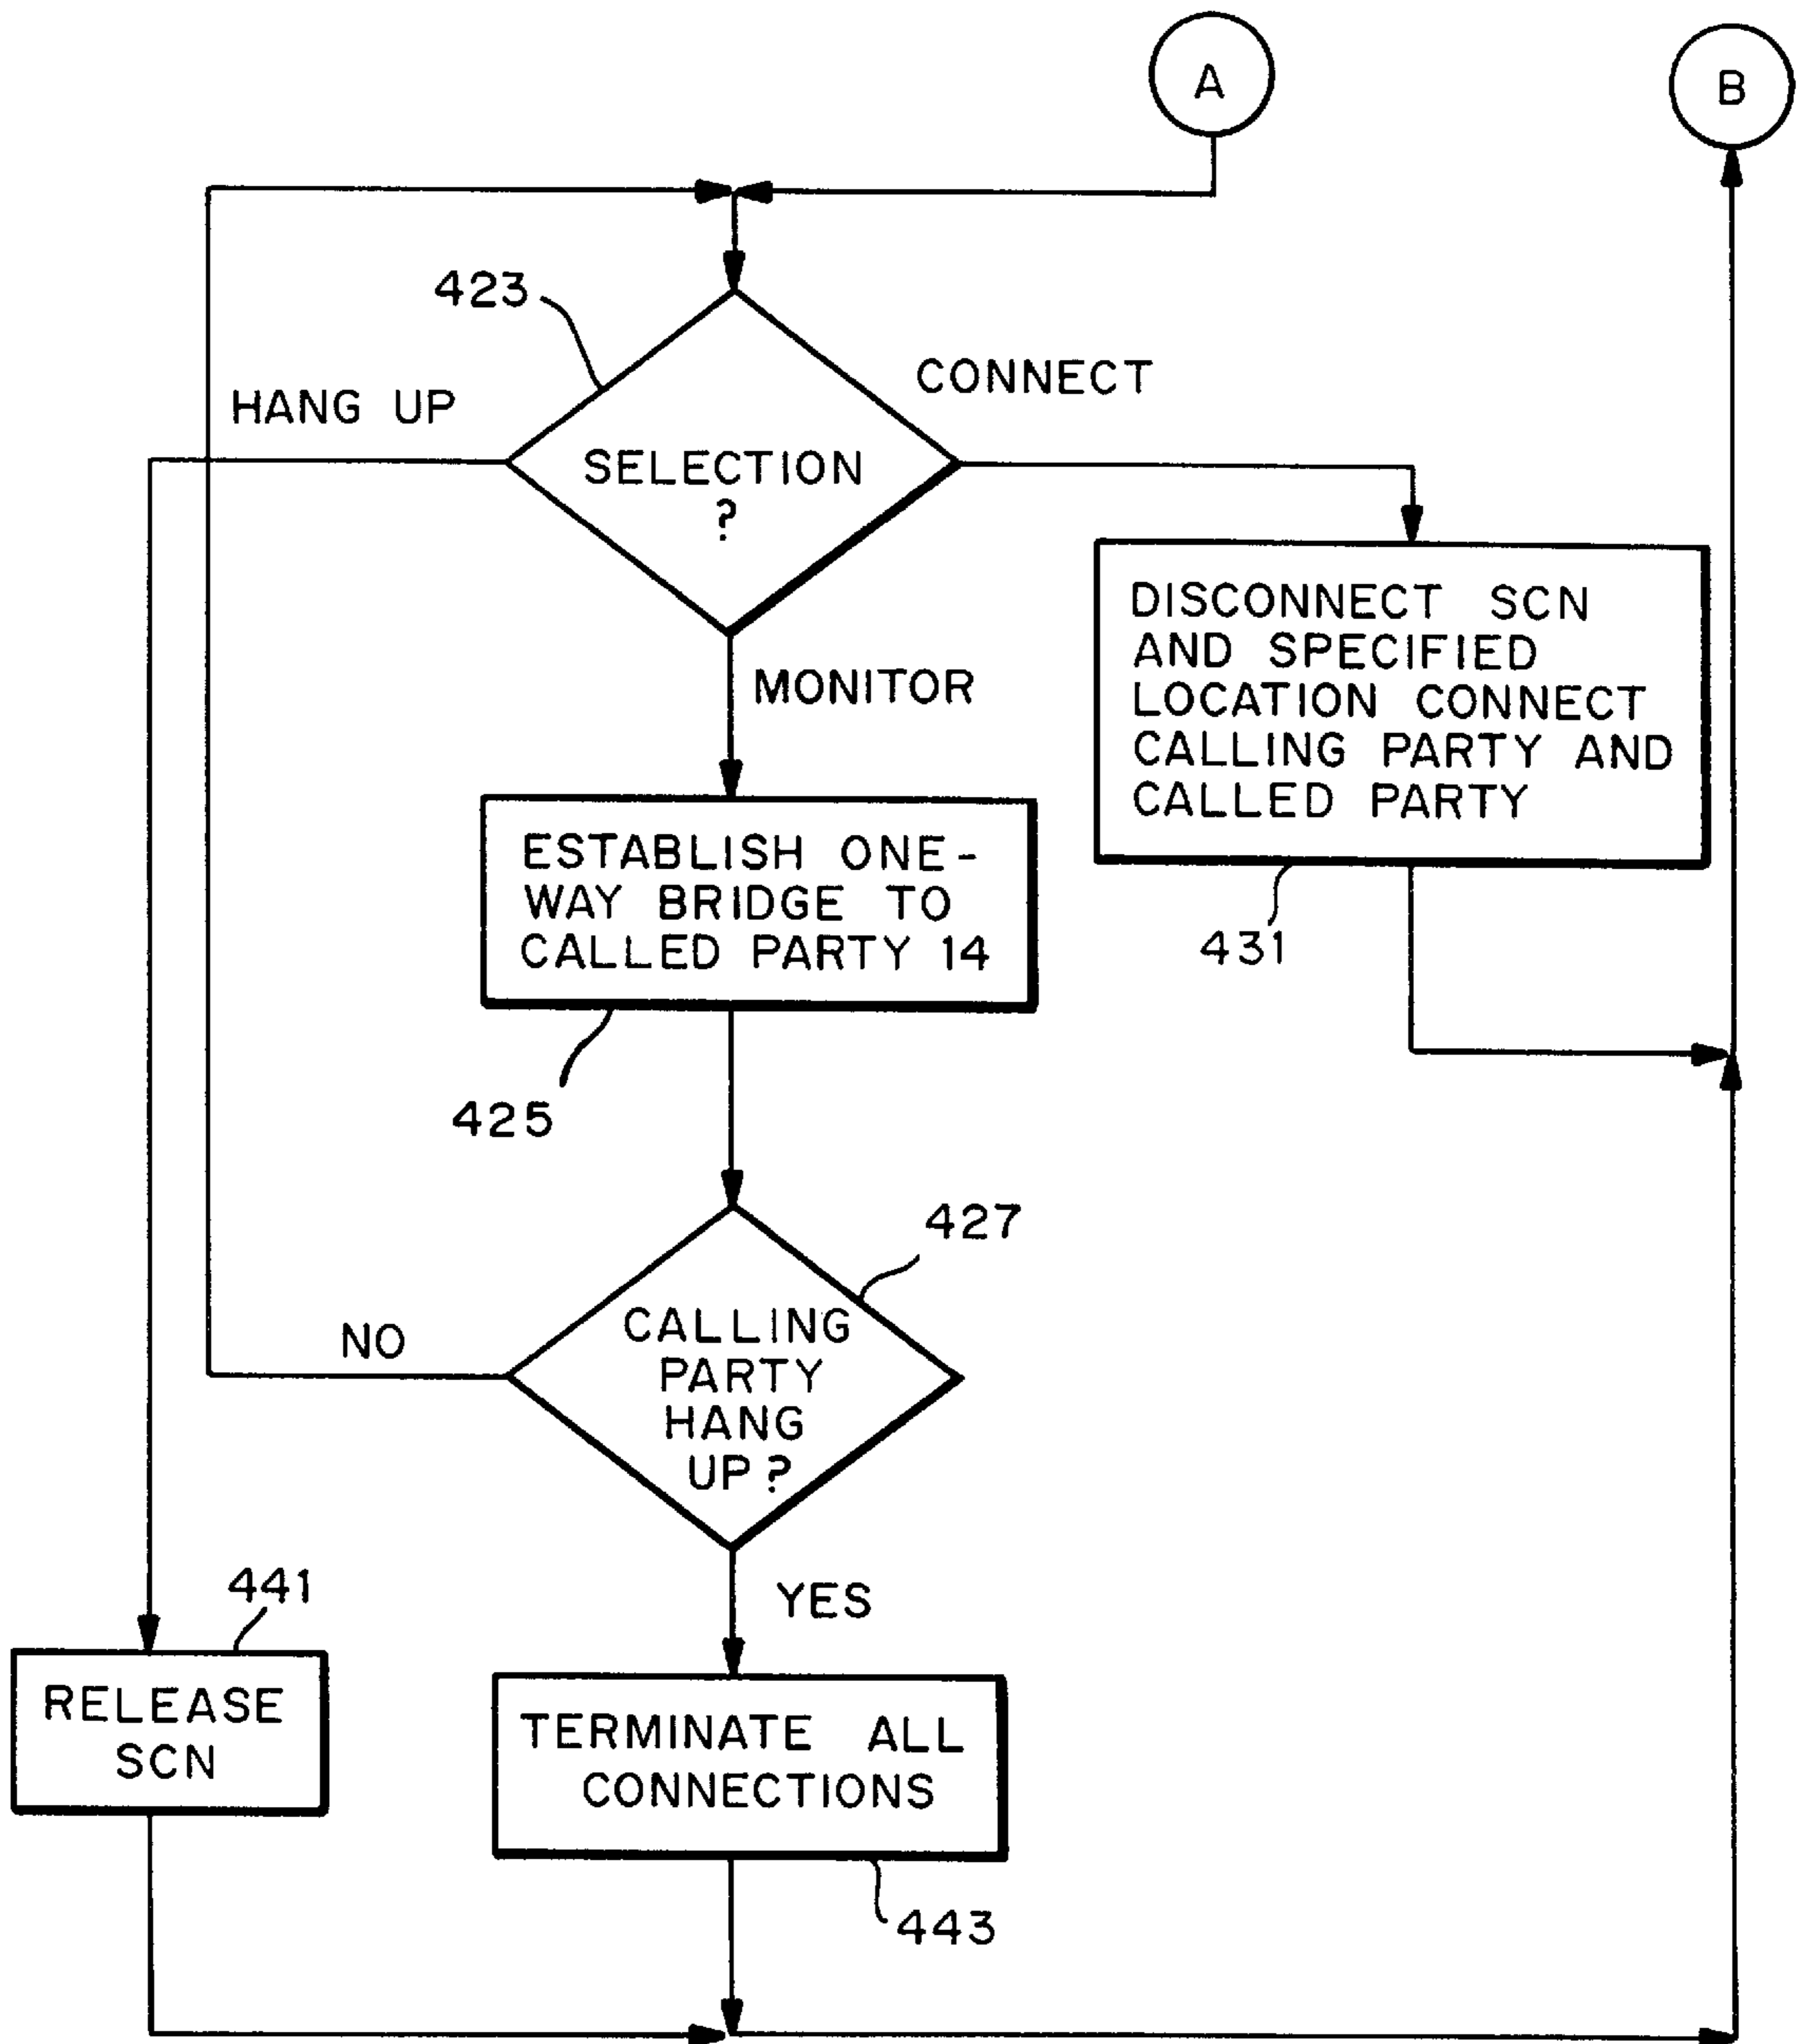 A
B
423
HANG UP
CONNECT
SELECTION
?
MONITOR
DISCONNECT SCN
AND SPECIFIED
LOCATION CONNECT
CALLING PARTY AND
CALLED PARTY
431
ESTABLISH ONE-
WAY BRIDGE TO
CALLED PARTY 14
425
427
CALLING
PARTY
HANG
UP?
NO
YES
441
RELEASE
SCN
TERMINATE ALL
CONNECTIONS
443